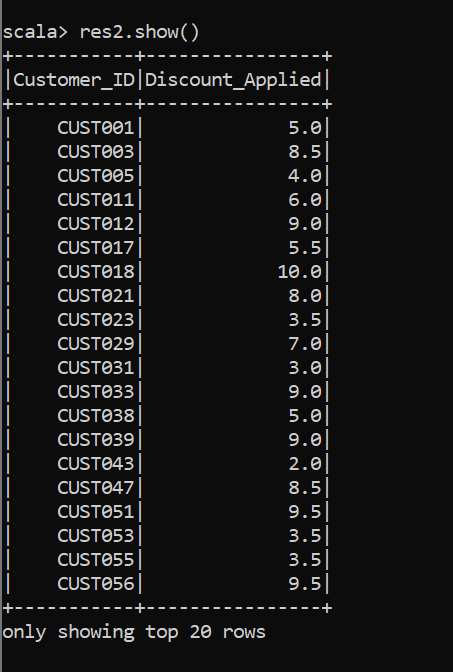 scala> res2.show()
+-----------+----------------+
|Customer_ID|Discount_Applied|
+-----------+----------------+
|    CUST001|             5.0|
|    CUST003|             8.5|
|    CUST005|             4.0|
|    CUST011|             6.0|
|    CUST012|             9.0|
|    CUST017|             5.5|
|    CUST018|            10.0|
|    CUST021|             8.0|
|    CUST023|             3.5|
|    CUST029|             7.0|
|    CUST031|             3.0|
|    CUST033|             9.0|
|    CUST038|             5.0|
|    CUST039|             9.0|
|    CUST043|             2.0|
|    CUST047|             8.5|
|    CUST051|             9.5|
|    CUST053|             3.5|
|    CUST055|             3.5|
|    CUST056|             9.5|
+-----------+----------------+
only showing top 20 rows